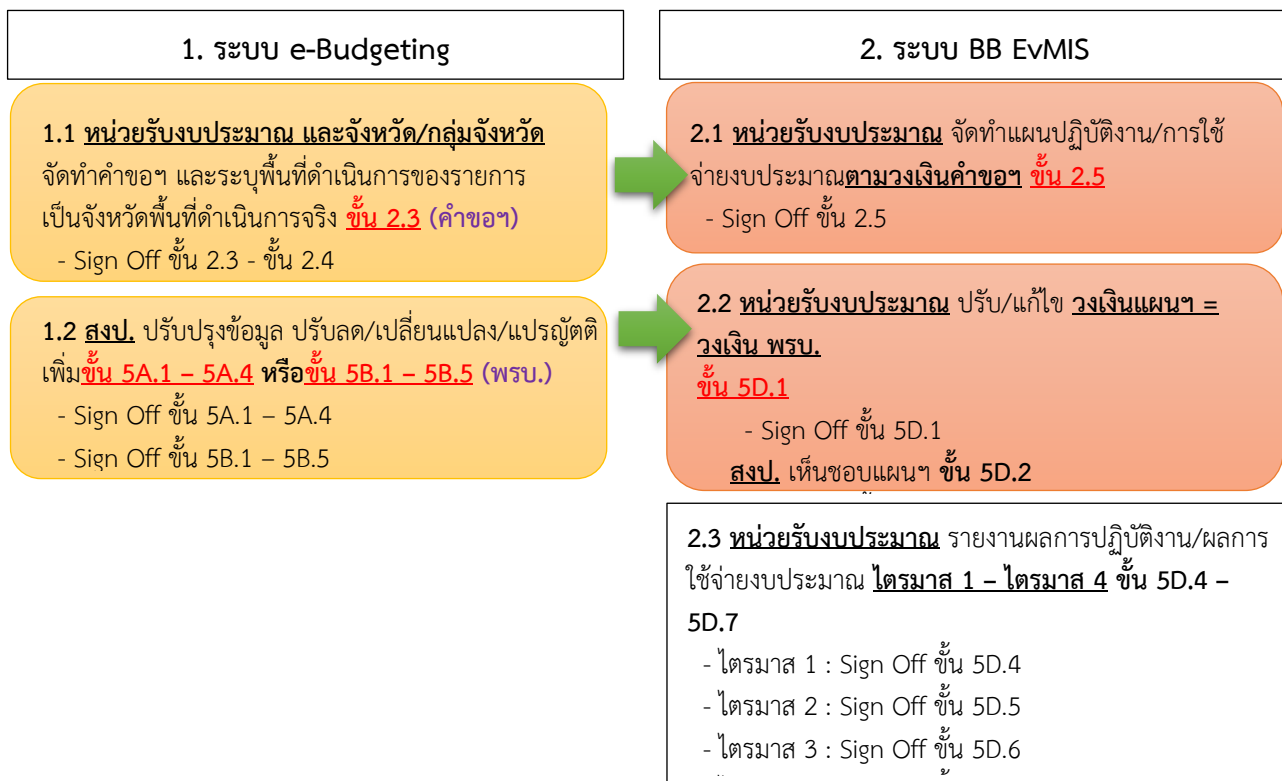 1. ระบบ e-Budgeting
1.1 หน่วยรับงบประมาณ และจังหวัด/กลุ่มจังหวัด
จัดทำคำขอฯ และระบุพื้นที่ดำเนินการของรายการ
เป็นจังหวัดพื้นที่ดำเนินการจริง ขั้น 2.3 (คำขอฯ)
- Sign Off ขั้น 2.3 - ขั้น 2.4
1.2 สงป. ปรับปรุงข้อมูล ปรับลด/เปลี่ยนแปลง/แปรญัตติ
เพิ่มขั้น 5A.1 – 5A.4 หรือขั้น 5B.1 – 5B.5 (พรบ.)
- Sign Off ขั้น 5A.1 – 5A.4
- Sign Off ขั้น 5B.1 – 5B.5
2. ระบบ BB EvMIS
2.1 หน่วยรับงบประมาณ จัดทำแผนปฏิบัติงาน/การใช้
จ่ายงบประมาณตามวงเงินคำขอฯ ขั้น 2.5
- Sign Off ขั้น 2.5
2.2 หน่วยรับงบประมาณ ปรับ/แก้ไข วงเงินแผนฯ =
วงเงิน พรบ.
ขั้น 5D.1
- Sign Off ขั้น 5D.1
สงป. เห็นชอบแผนฯ ขั้น 5D.2
2.3 หน่วยรับงบประมาณ รายงานผลการปฏิบัติงาน/ผลการ
ใช้จ่ายงบประมาณ ไตรมาส 1 – ไตรมาส 4 ขั้น 5D.4 –
5D.7
- ไตรมาส 1 : Sign Off ขั้น 5D.4
- ไตรมาส 2 : Sign Off ขั้น 5D.5
- ไตรมาส 3 : Sign Off ขั้น 5D.6